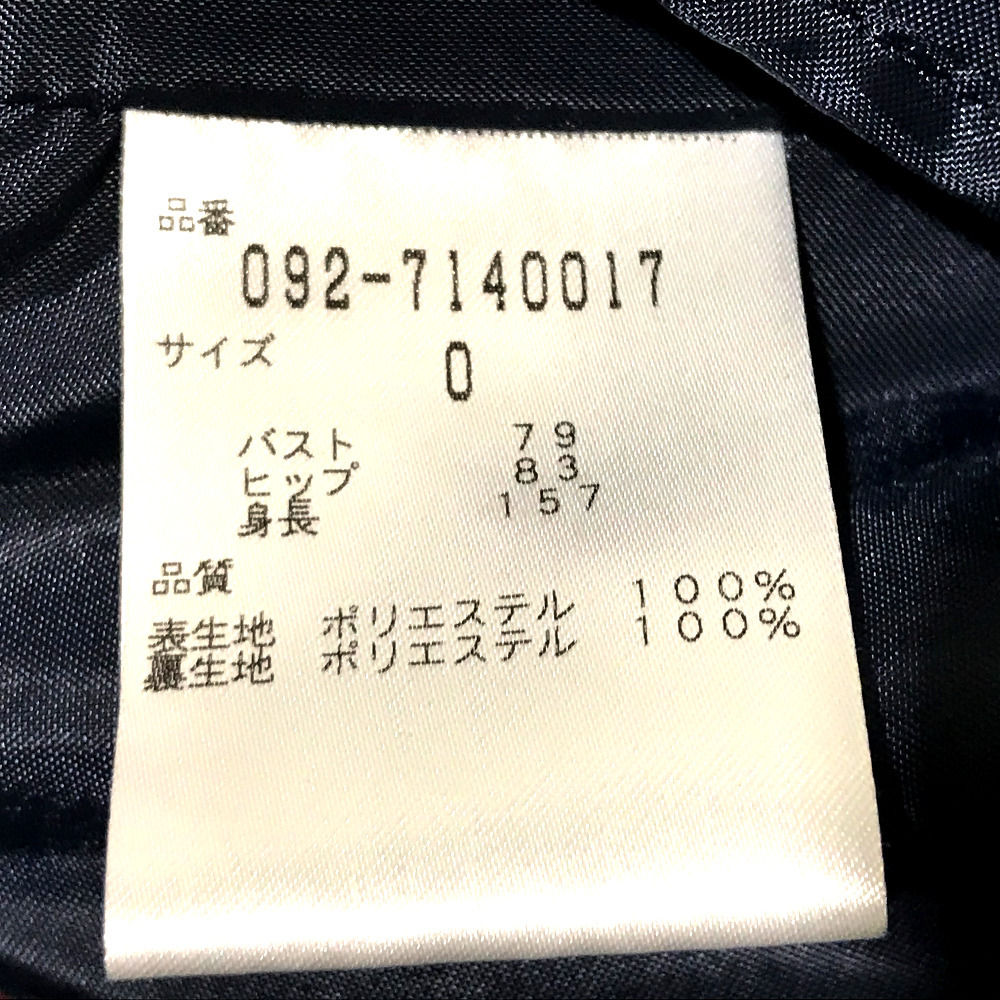 品番
092-7140017
サイズ 0
バスト 79
ヒップ 83
身長 157
品質
表生地 ポリエステル 100%
裏生地 ポリエステル 100%